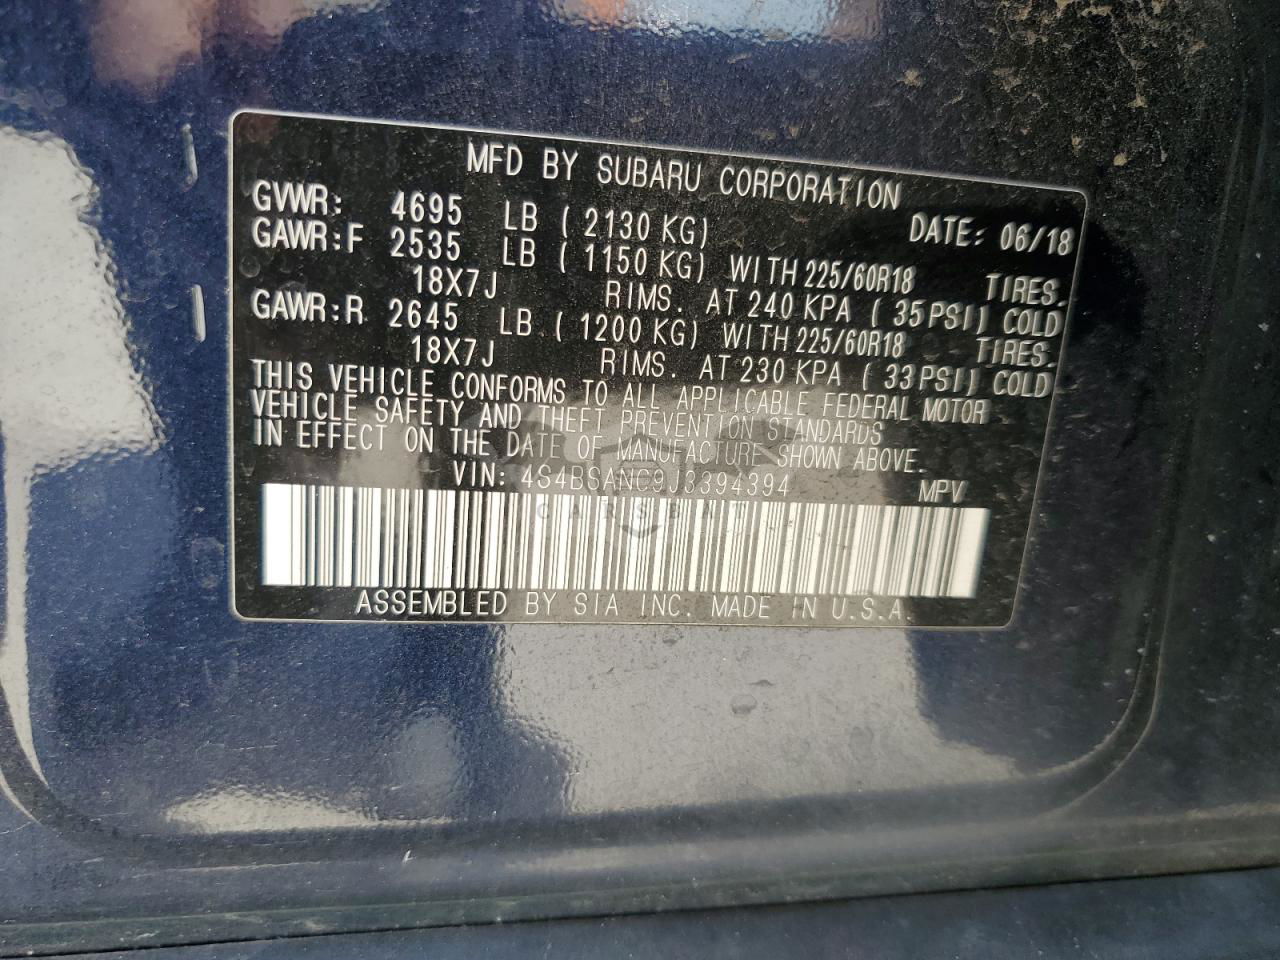 MFD BY SUBARU CORPORATION
GVWR: 4695 LB ( 2130 KG) DATE: 06/18
GAWR:F 2535 LB ( 1150 KG) WITH 225/60R18 TIRES.
18X7J RIMS. AT 240 KPA ( 35 PSI) COLD
GAWR:R 2645 LB ( 1200 KG) WITH 225/60R18 TIRES.
18X7J RIMS. AT 230 KPA ( 33 PSI) COLD
THIS VEHICLE CONFORMS TO ALL APPLICABLE FEDERAL MOTOR
VEHICLE SAFETY AND THEFT PREVENTION STANDARDS
IN EFFECT ON THE DATE OF MANUFACTURE SHOWN ABOVE.
VIN: 4S4BSANC9J3394394 MPV
CARSBAT
ASSEMBLED BY SIA INC. MADE IN U.S.A.